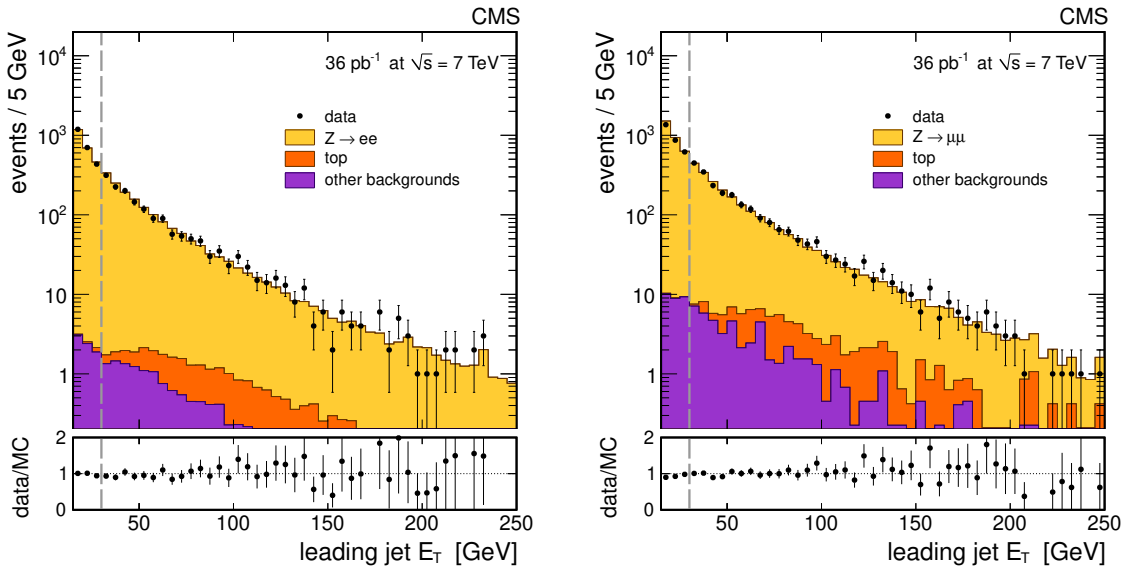 CMS
36 pb⁻¹ at √s = 7 TeV
events / 5 GeV
10⁴
10³
10²
10
1
data
Z → ee
top
other backgrounds
data/MC
2
1
0
50 100 150 200 250
leading jet E_T [GeV]
CMS
36 pb⁻¹ at √s = 7 TeV
events / 5 GeV
10⁴
10³
10²
10
1
data
Z → μμ
top
other backgrounds
data/MC
2
1
0
50 100 150 200 250
leading jet E_T [GeV]